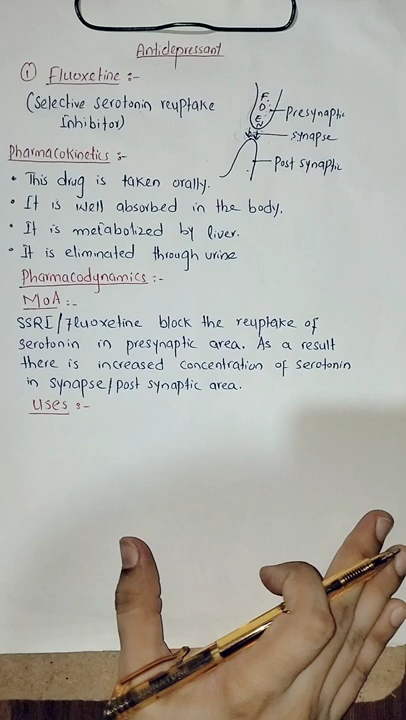 Antidepressant
① Fluoxetine :-
(Selective serotonin reuptake
Inhibitor)
Presynaptic
synapse
Post synaptic
Pharmacokinetics :-
• This drug is taken orally.
• It is well absorbed in the body.
• It is metabolized by liver.
• It is eliminated through urine
Pharmacodynamics :-
MoA :-
SSRI/Fluoxetine block the reuptake of
serotonin in presynaptic area. As a result
there is increased concentration of serotonin
in synapse/post synaptic area.
Uses :-